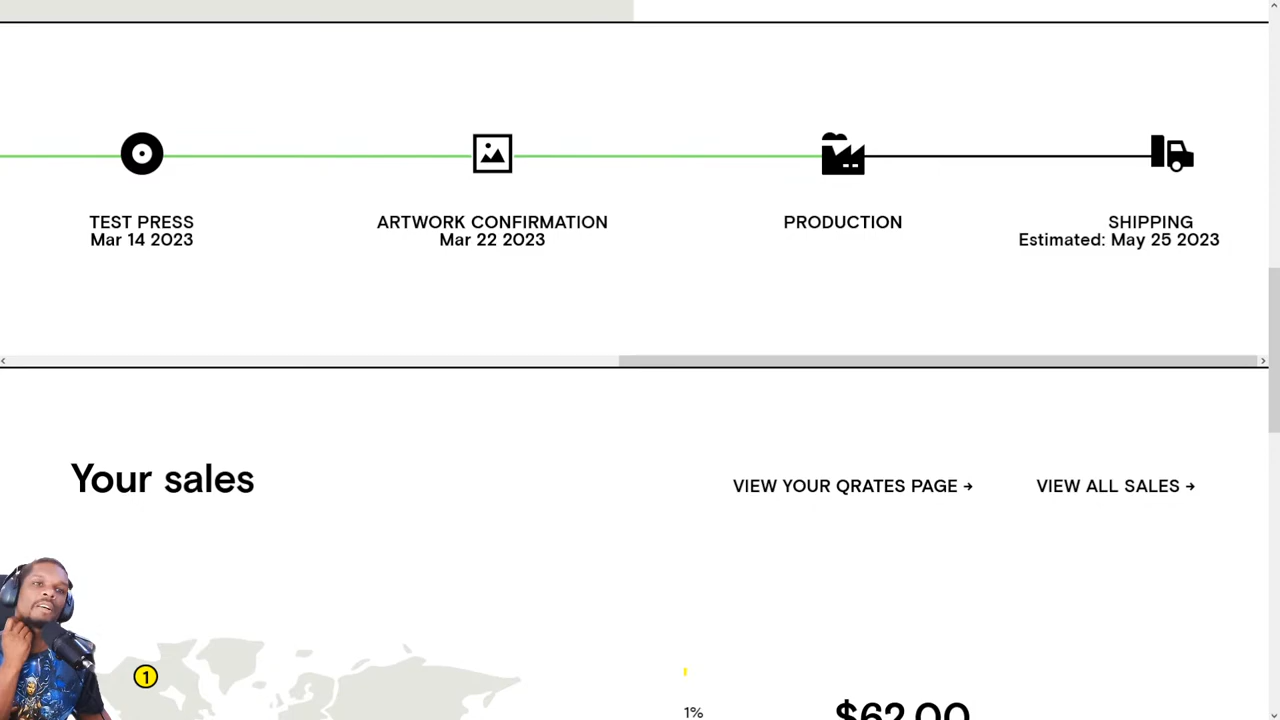 TEST PRESS
Mar 14 2023
ARTWORK CONFIRMATION
Mar 22 2023
PRODUCTION
SHIPPING
Estimated: May 25 2023
Your sales
VIEW YOUR QRATES PAGE →
VIEW ALL SALES →
1
1%
$62.00